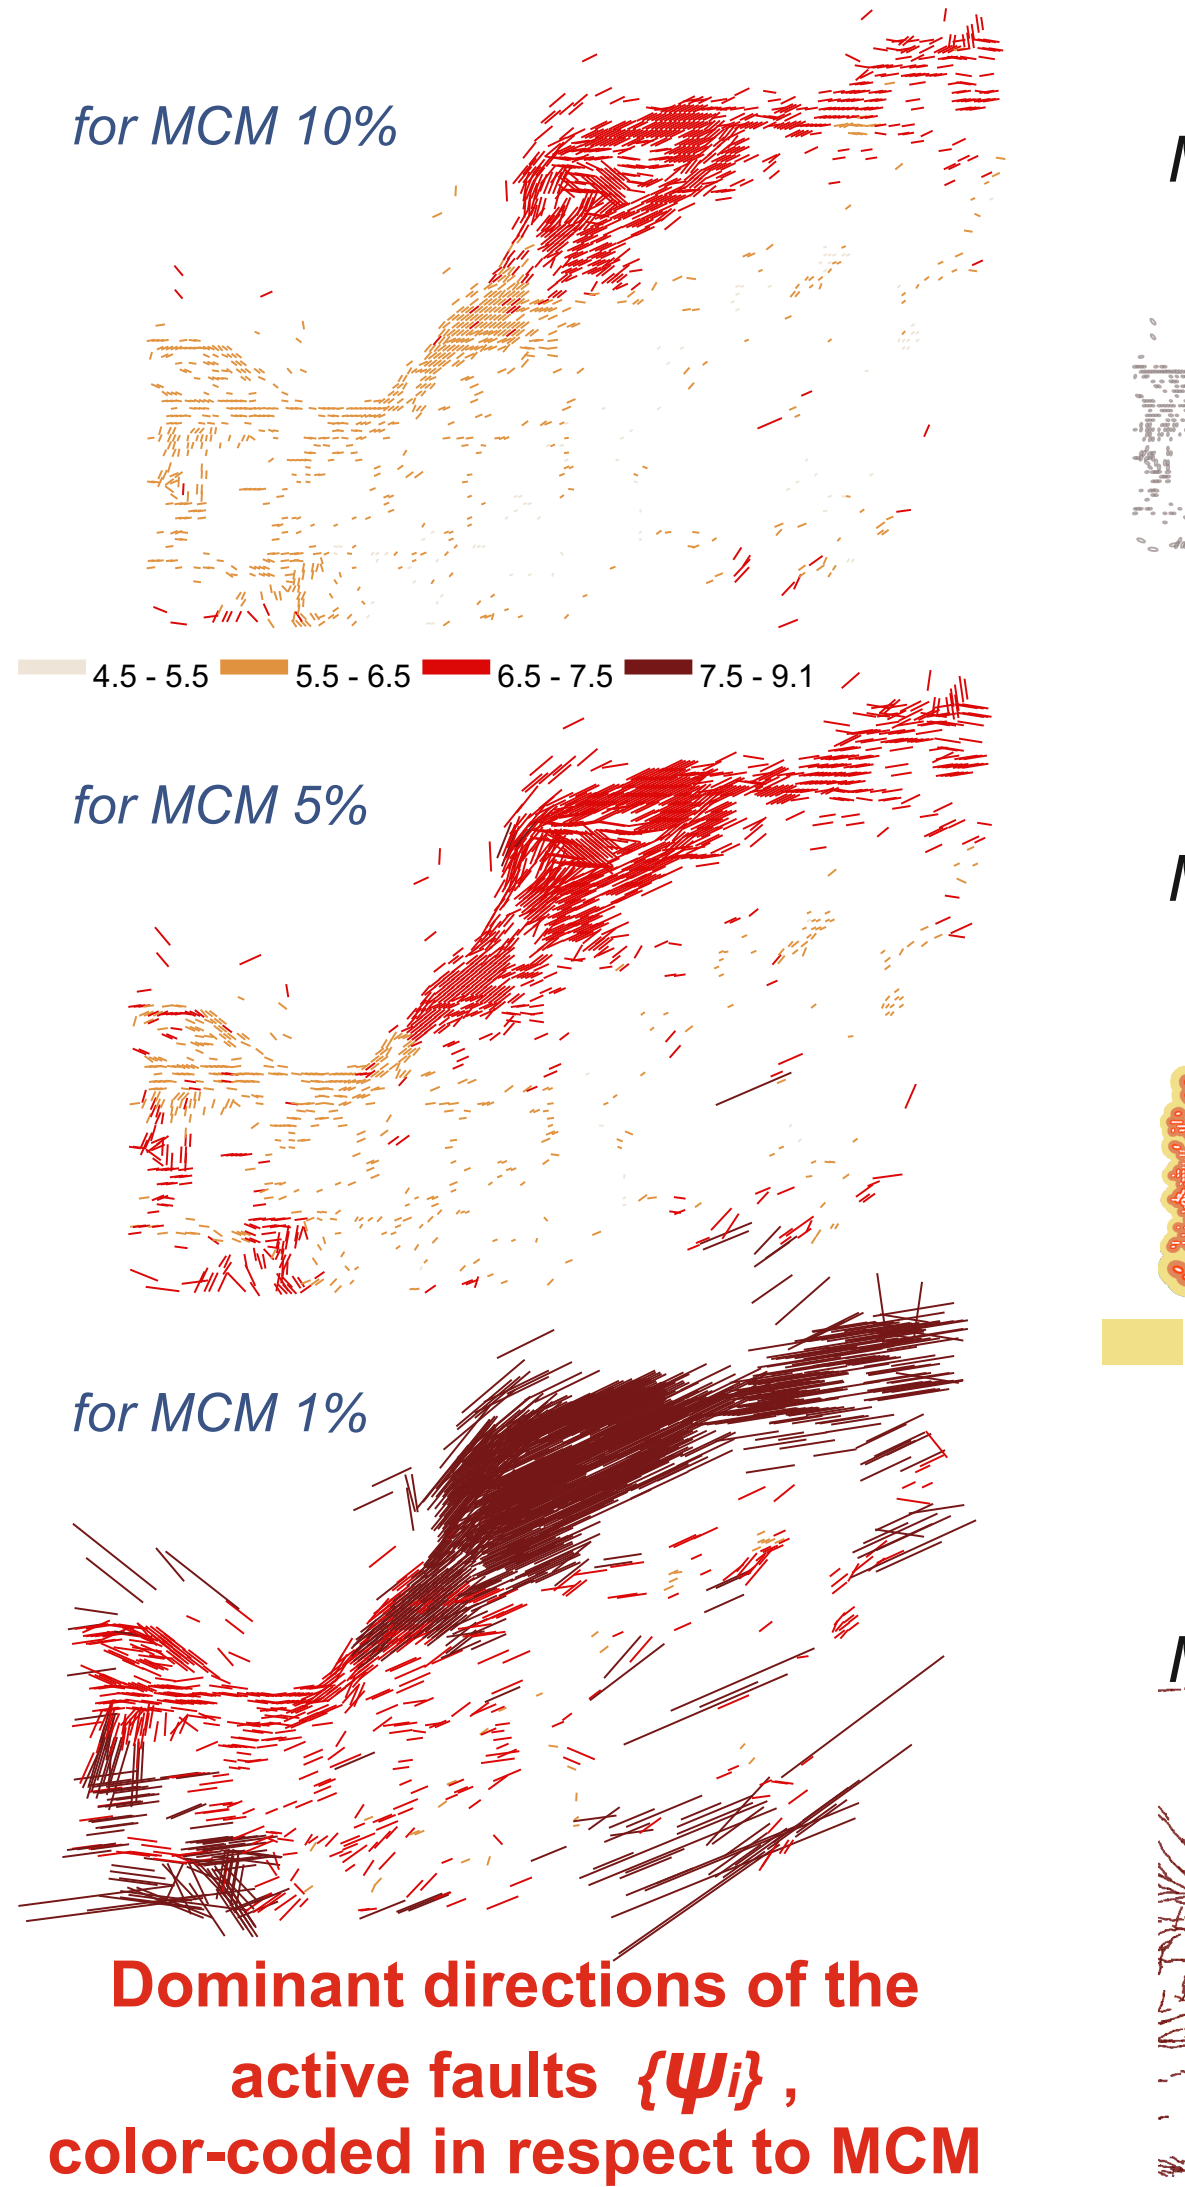 for MCM 10%
4.5 - 5.5 5.5 - 6.5 6.5 - 7.5 7.5 - 9.1
for MCM 5%
for MCM 1%
Dominant directions of the
active faults {ψi} ,
color-coded in respect to MCM